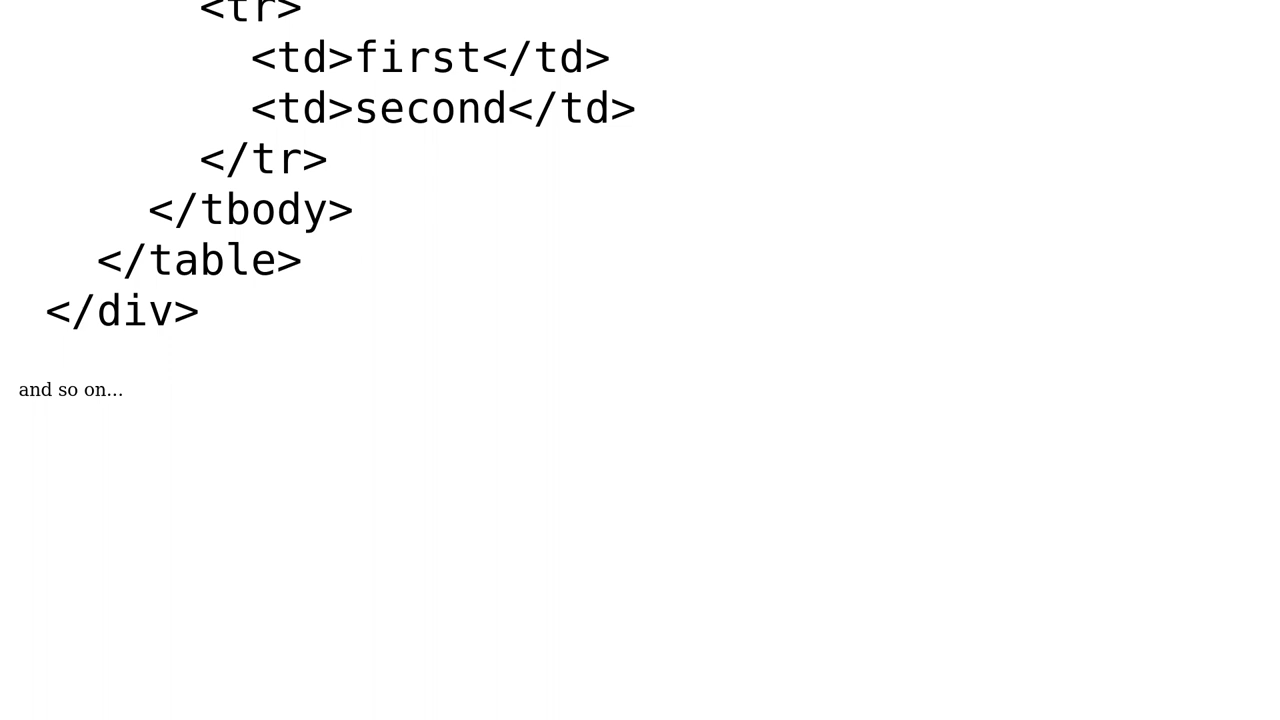 <tr>
<td>first</td>
<td>second</td>
</tr>
</tbody>
</table>
</div>
and so on...